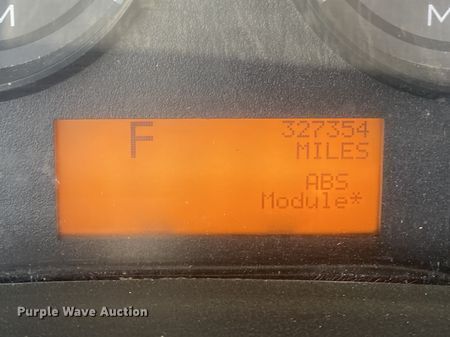 M
M
F
327354
MILES
ABS
Module*
Purple Wave Auction